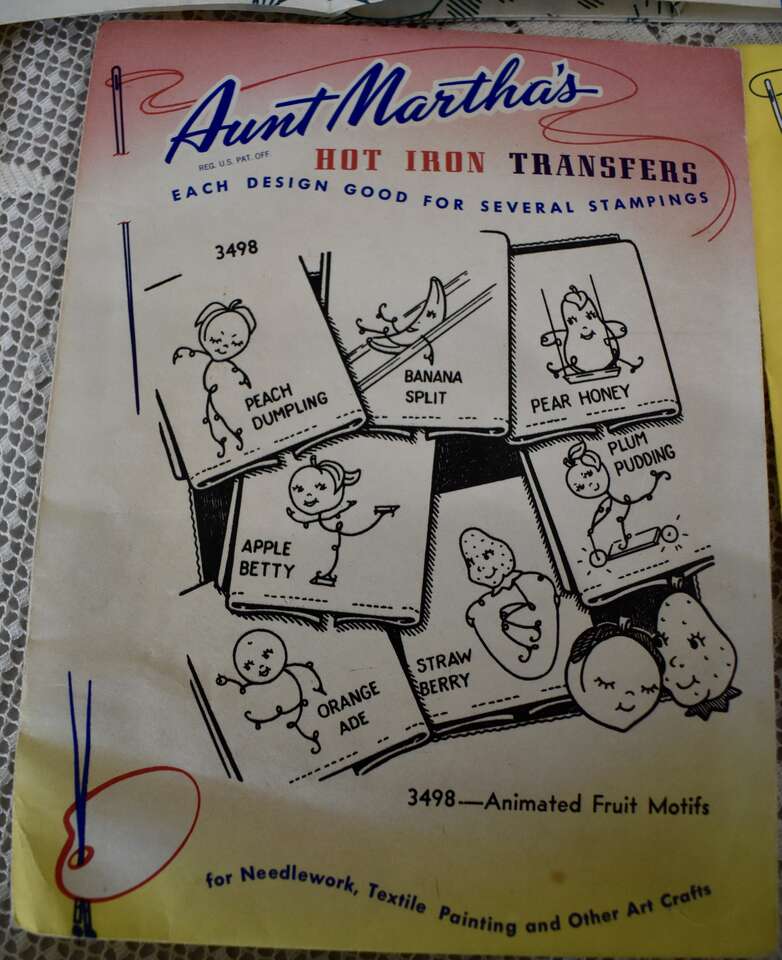 Aunt Martha's
REG. U.S. PAT. OFF.
HOT IRON TRANSFERS
EACH DESIGN GOOD FOR SEVERAL STAMPINGS
3498
PEACH
DUMPLING
BANANA
SPLIT
PEAR HONEY
APPLE
BETTY
PLUM
PUDDING
STRAW
BERRY
ORANGE
ADE
3498—Animated Fruit Motifs
for Needlework, Textile Painting and Other Art Crafts